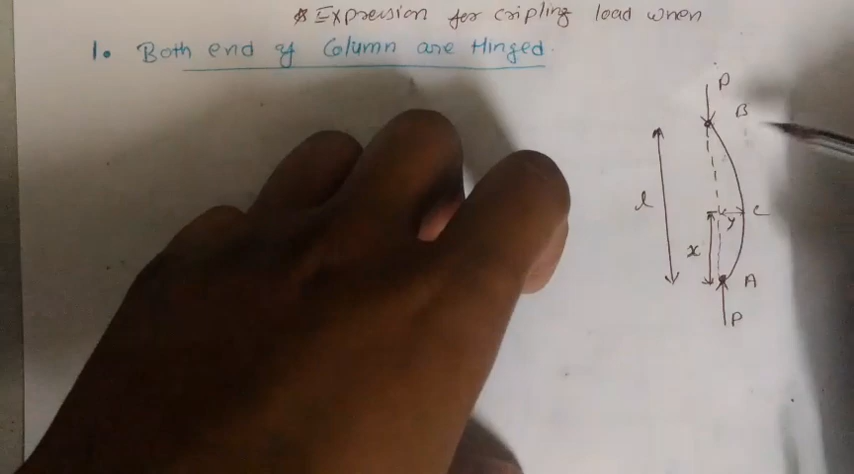 * Expression for cripling load when
1. Both end of Column are Hinged.
P
B
l
y
C
x
A
P